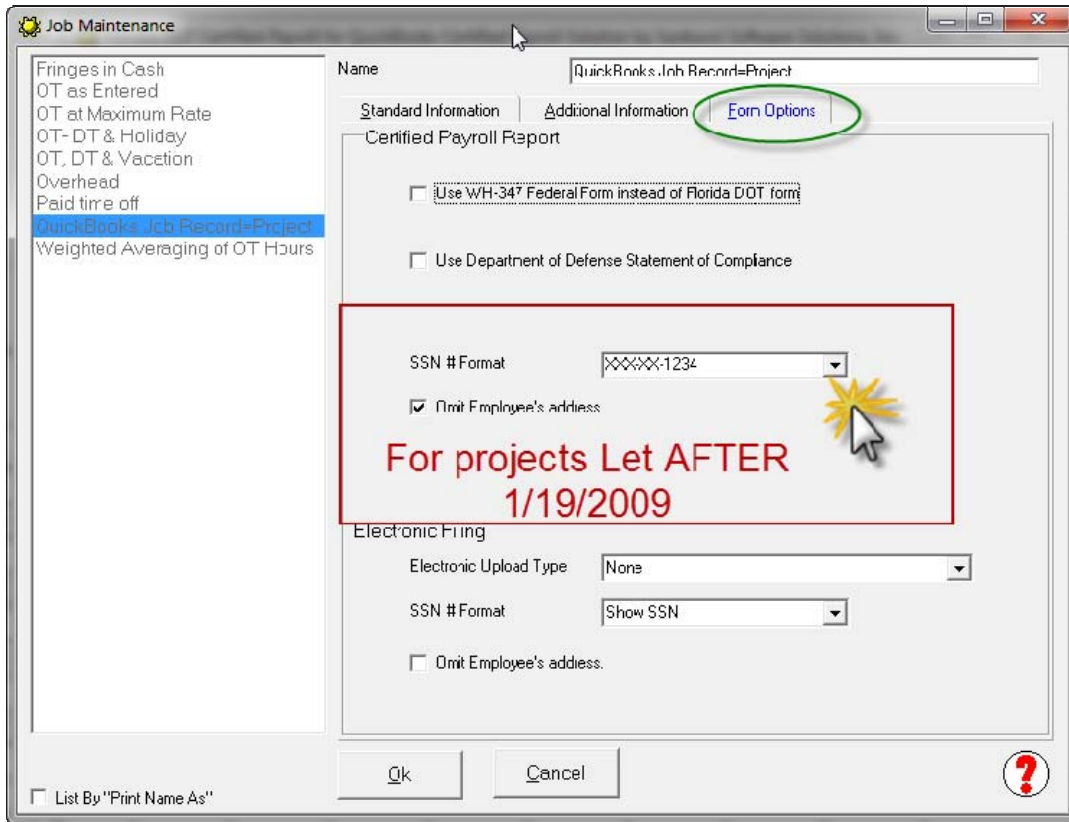 Job Maintenance
Fringes in Cash
OT as Entered
OT at Maximum Rate
OT- DT & Holiday
OT, DT & Vacation
Overhead
Paid time off
QuickBooks Job Record=Project
Weighted Averaging of OT Hours
List By "Print Name As"
Name
QuickBooks Job Record=Project
Standard Information
Additional Information
Form Options
Certified Payroll Report
Use WH-347 Federal Form instead of Florida DOT form
Use Department of Defense Statement of Compliance
SSN # Format
XXX-XX-1234
Omit Employee's address
For projects Let AFTER
1/19/2009
Electronic Filing
Electronic Upload Type
None
SSN # Format
Show SSN
Omit Employee's address.
Ok
Cancel
?